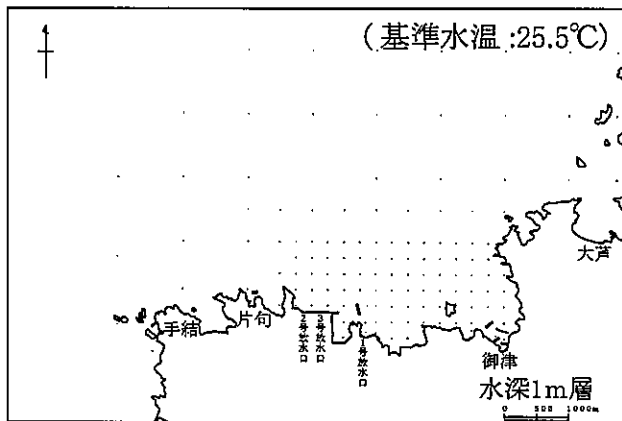 (基準水温:25.5℃)
大芦
手結
片句
2号放水口
3号放水口
1号放水口
御津
水深1m層
0 500 1000m